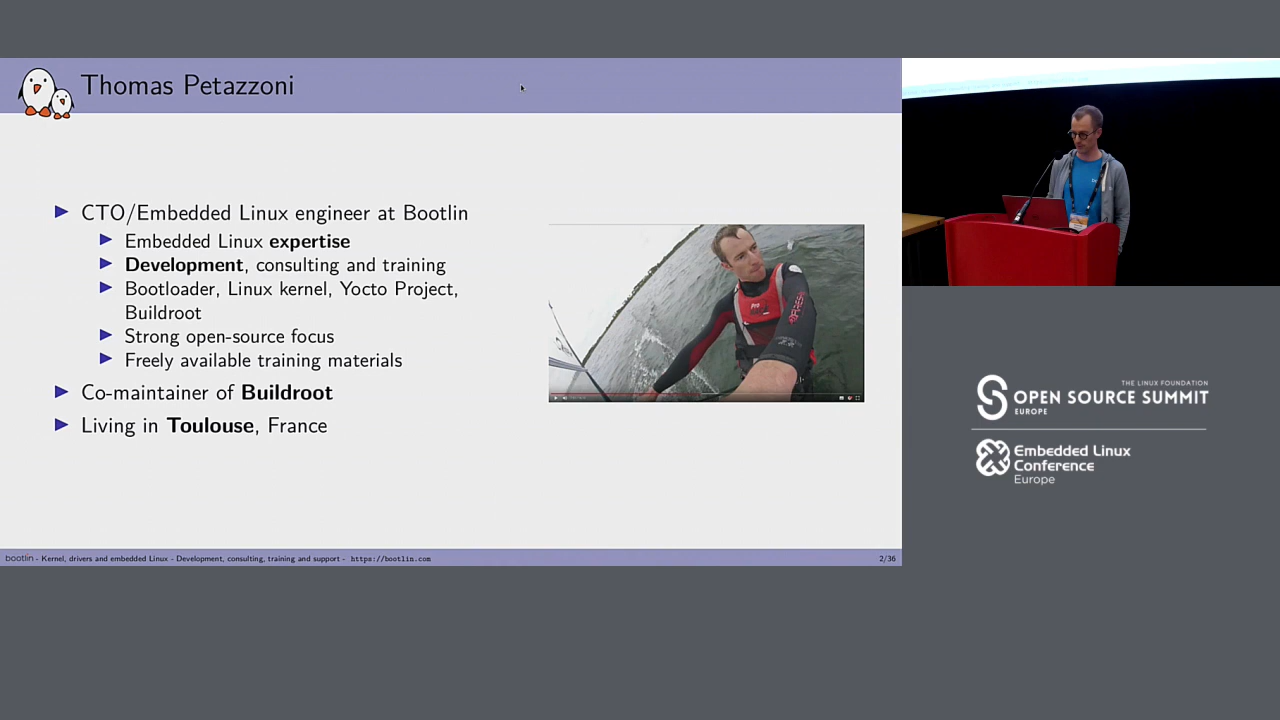 Thomas Petazzoni
CTO/Embedded Linux engineer at Bootlin
Embedded Linux expertise
Development, consulting and training
Bootloader, Linux kernel, Yocto Project,
Buildroot
Strong open-source focus
Freely available training materials
Co-maintainer of Buildroot
Living in Toulouse, France
bootlin - Kernel, drivers and embedded Linux - Development, consulting, training and support - https://bootlin.com
2/36
THE LINUX FOUNDATION
OPEN SOURCE SUMMIT
EUROPE
Embedded Linux
Conference
Europe